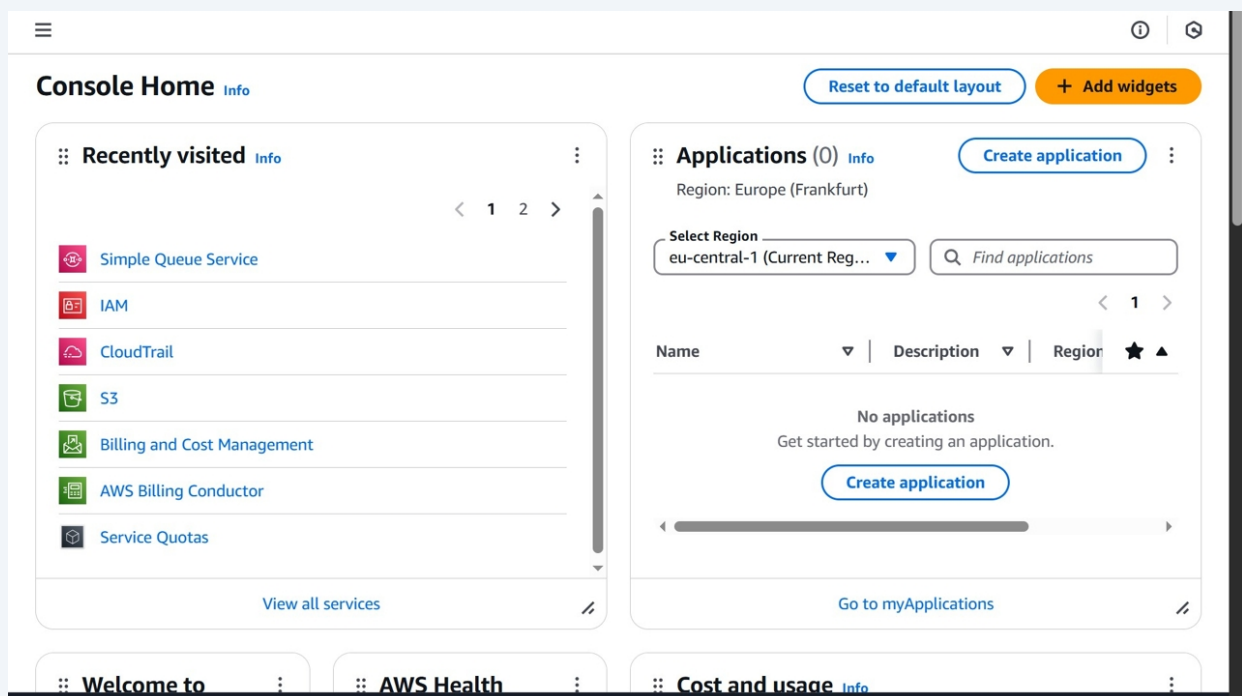 Console Home Info
Reset to default layout
+ Add widgets
Recently visited Info
1 2
Simple Queue Service
IAM
CloudTrail
S3
Billing and Cost Management
AWS Billing Conductor
Service Quotas
View all services
Applications (0) Info
Create application
Region: Europe (Frankfurt)
Select Region
eu-central-1 (Current Reg...
Find applications
1
Name Description Region
No applications
Get started by creating an application.
Create application
Go to myApplications
Welcome to
AWS Health
Cost and usage Info